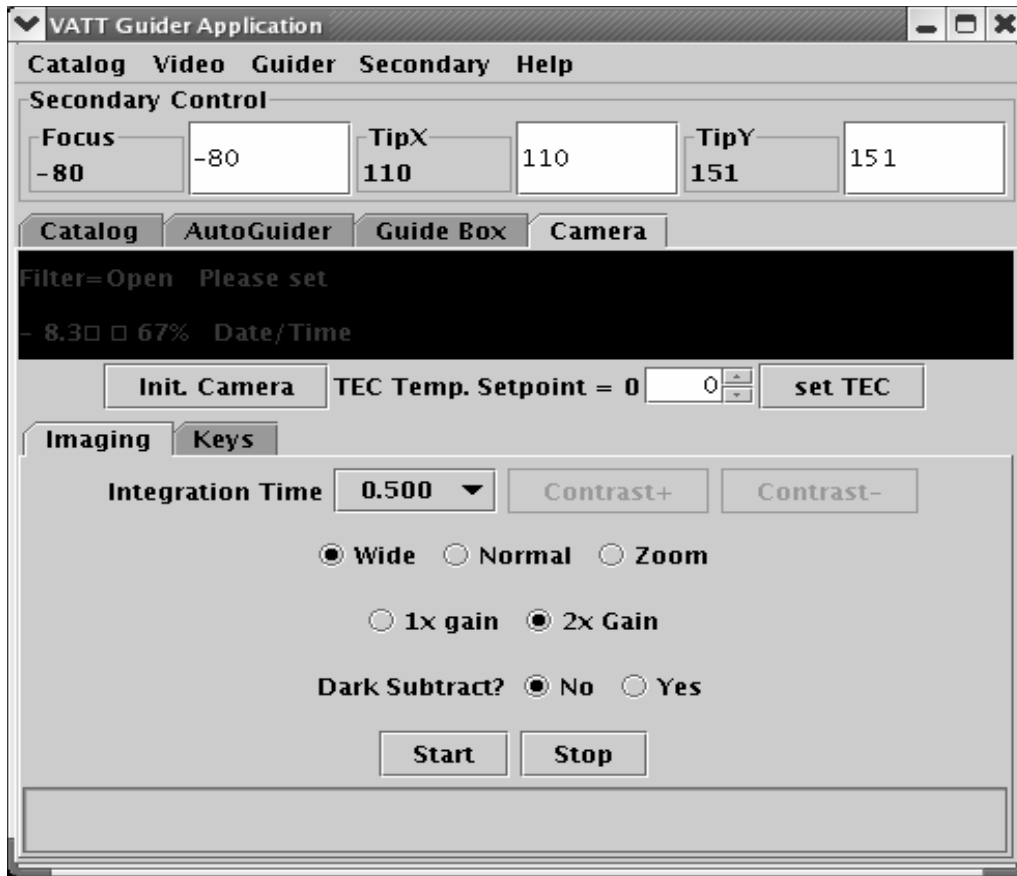 VATT Guider Application
Catalog Video Guider Secondary Help
Secondary Control
Focus TipX TipY
-80 -80 110 110 151 151
Catalog AutoGuider Guide Box Camera
Filter=Open Please set
- 8.3□ □ 67% Date/Time
Init. Camera TEC Temp. Setpoint = 0 0 set TEC
Imaging Keys
Integration Time 0.500 Contrast+ Contrast-
Wide Normal Zoom
1x gain 2x Gain
Dark Subtract? No Yes
Start Stop